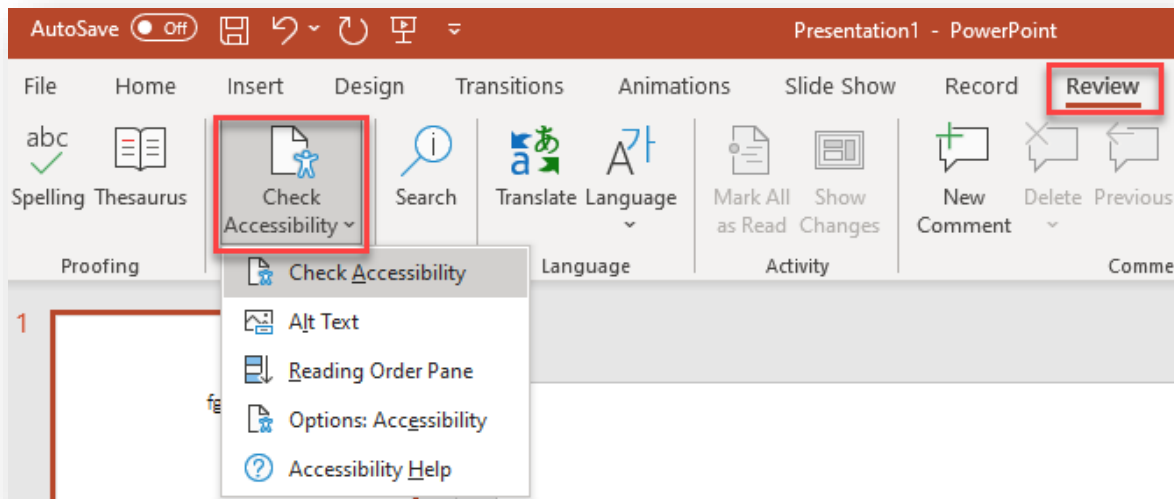 AutoSave Off Presentation1 - PowerPoint
File Home Insert Design Transitions Animations Slide Show Record Review
abc
Spelling Thesaurus
Check
Accessibility
Search
Translate Language
Mark All
as Read
Show
Changes
New
Comment
Delete Previous
Proofing Language Activity Comme
Check Accessibility
Alt Text
Reading Order Pane
Options: Accessibility
Accessibility Help
1
fg